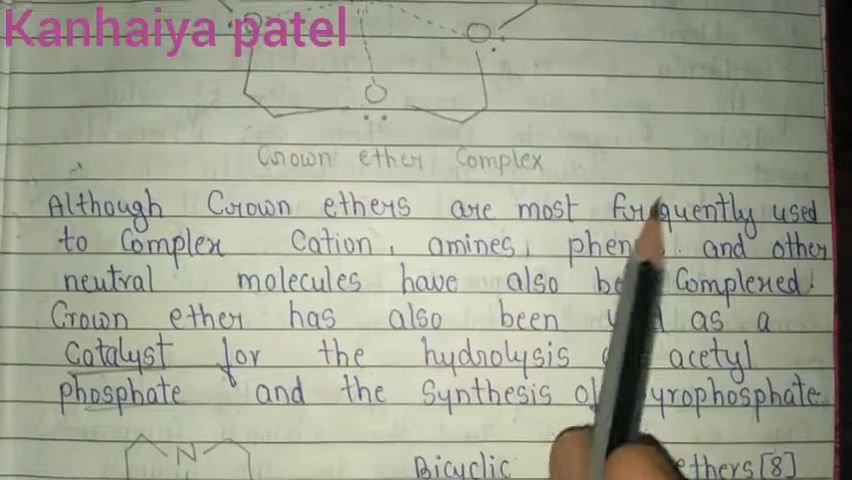 Kanhaiya patel
O
O
O
Crown ether Complex
Although Crown ethers are most frequently used
to Complex Cation, amines, and other
neutral molecules have also Complexed.
Crown ether has also been as a
catalyst for the hydrolysis acetyl
phosphate and the Synthesis of
N
Bicyclic ethers[8]